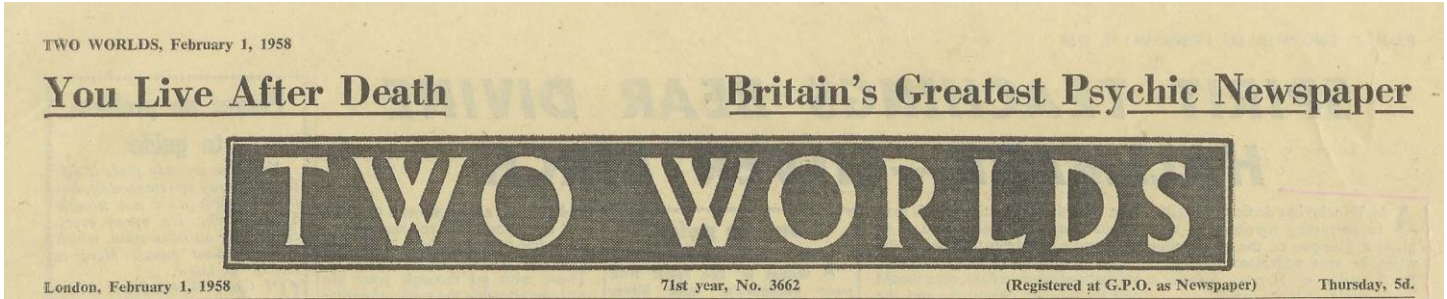 TWO WORLDS, February 1, 1958
You Live After Death Britain's Greatest Psychic Newspaper
TWO WORLDS
London, February 1, 1958 71st year, No. 3662 (Registered at G.P.O. as Newspaper) Thursday, 5d.